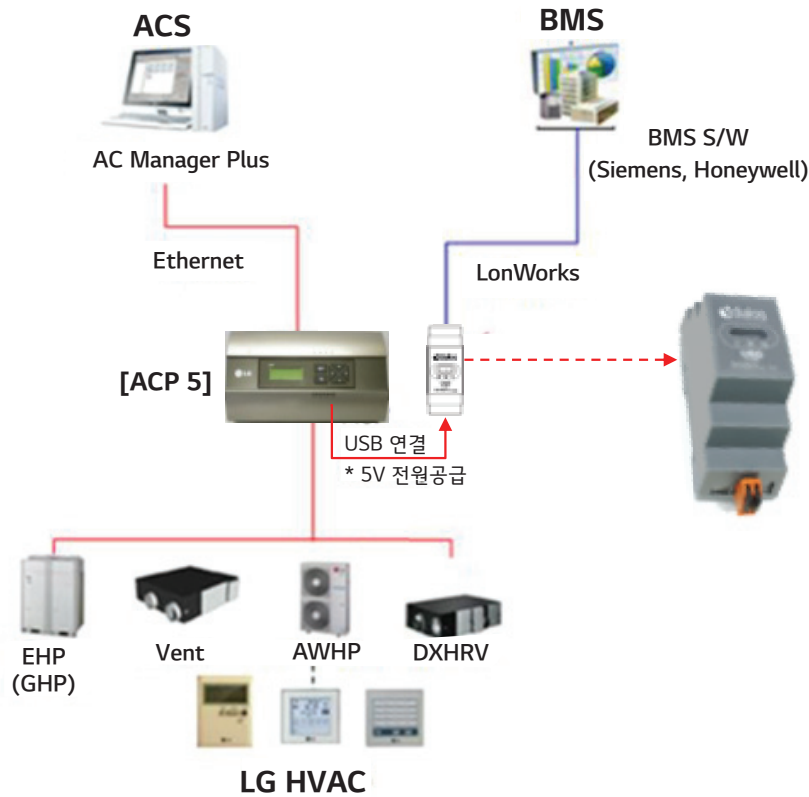 ACS
BMS
AC Manager Plus
BMS S/W
(Siemens, Honeywell)
Ethernet
LonWorks
[ACP 5]
LG
USB 연결
* 5V 전원공급
EHP
(GHP)
Vent
AWHP
DXHRV
LG HVAC